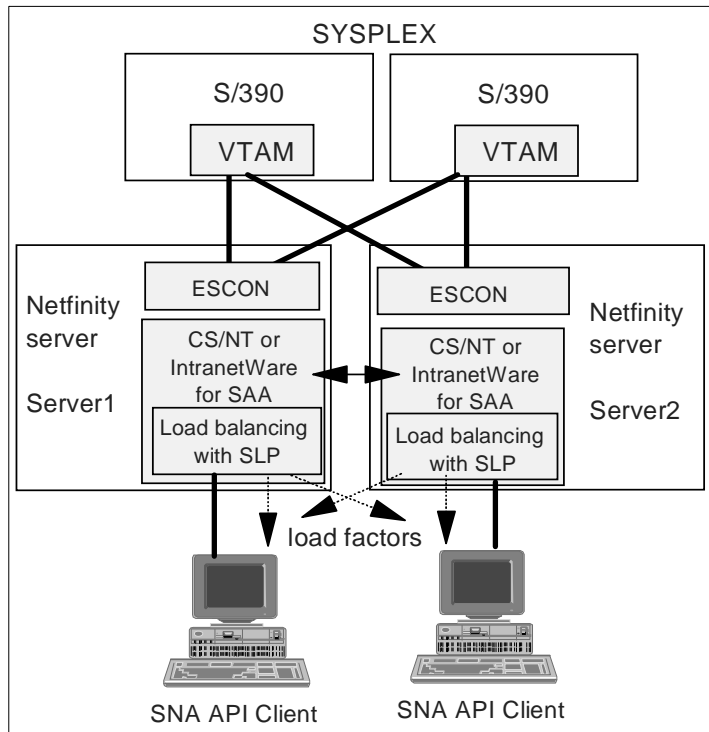 SYSPLEX
S/390
S/390
VTAM
VTAM
ESCON
ESCON
Netfinity
server
Server1
Netfinity
server
Server2
CS/NT or
IntranetWare
for SAA
CS/NT or
IntranetWare
for SAA
Load balancing
with SLP
Load balancing
with SLP
load factors
SNA API Client
SNA API Client